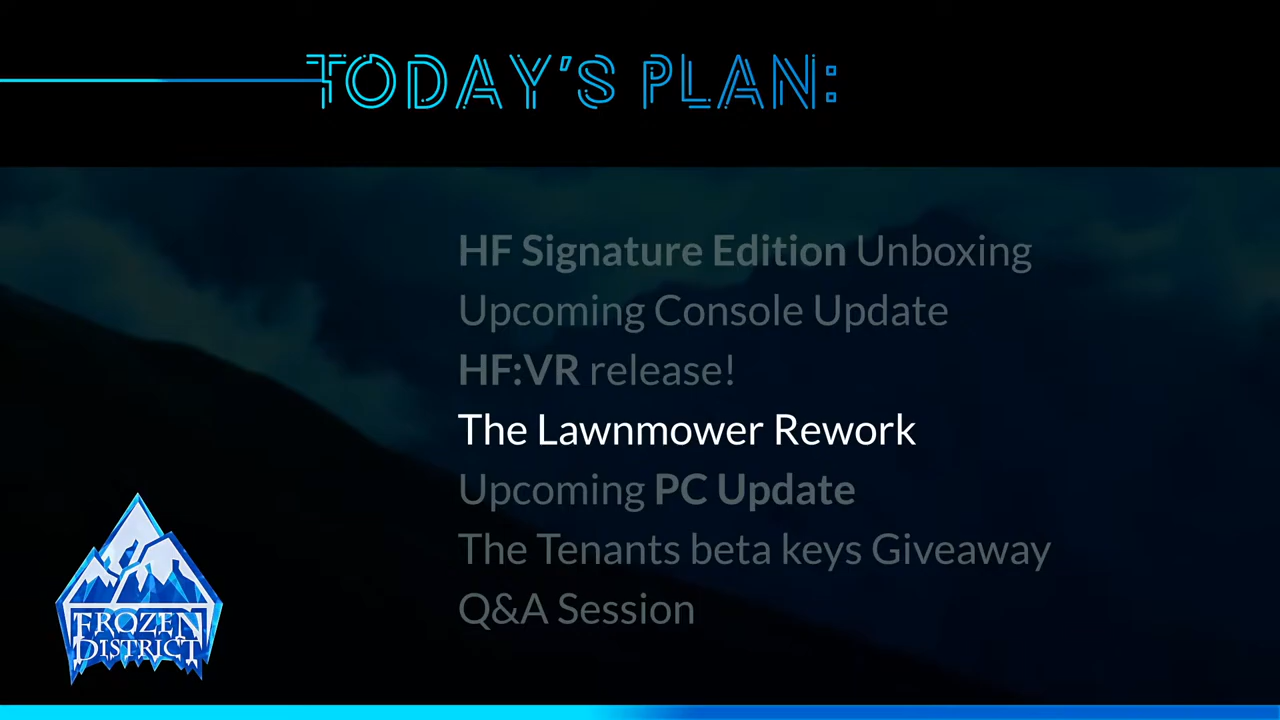 TODAY'S PLAN:
HF Signature Edition Unboxing
Upcoming Console Update
HF:VR release!
The Lawnmower Rework
Upcoming PC Update
The Tenants beta keys Giveaway
Q&A Session
FROZEN
DISTRICT